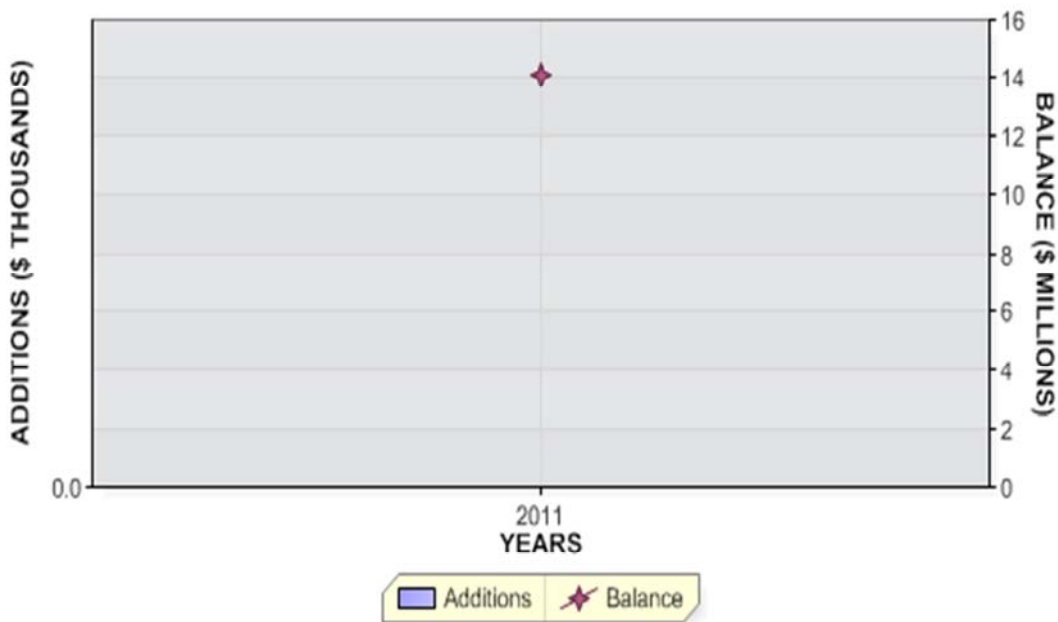 ADDITIONS ($ THOUSANDS)
0.0
16
14
12
10
8
6
4
2
0
BALANCE ($ MILLIONS)
2011
YEARS
Additions Balance